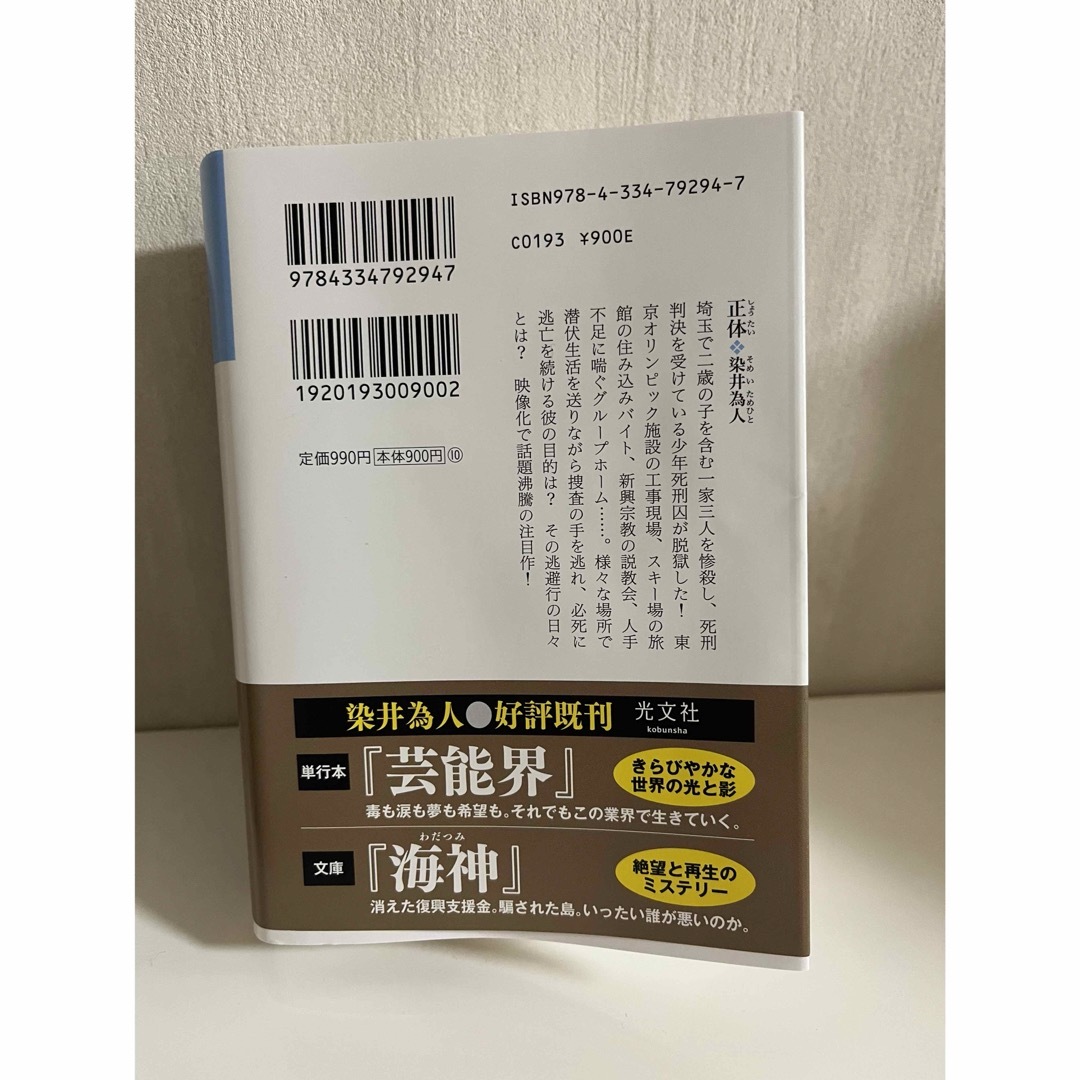 ISBN978-4-334-79294-7
C0193 ¥900E
9784334792947
1920193009002
定価990円 本体900円 ⑩
正体❖染井為人
しょうたい
そめいためひと
埼玉で二歳の子を含む一家三人を惨殺し、死刑
判決を受けている少年死刑囚が脱獄した！ 東
京オリンピック施設の工事現場、スキー場の旅
館の住み込みバイト、新興宗教の説教会、人手
不足に喘ぐグループホーム……。様々な場所で
潜伏生活を送りながら捜査の手を逃れ、必死に
逃亡を続ける彼の目的は？ その逃避行の日々
とは？ 映像化で話題沸騰の注目作！
染井為人●好評既刊 光文社
kobunsha
単行本 『芸能界』 きらびやかな
世界の光と影
毒も涙も夢も希望も。それでもこの業界で生きていく。
わだつみ
文庫 『海神』 絶望と再生の
ミステリー
消えた復興支援金。騙された島。いったい誰が悪いのか。